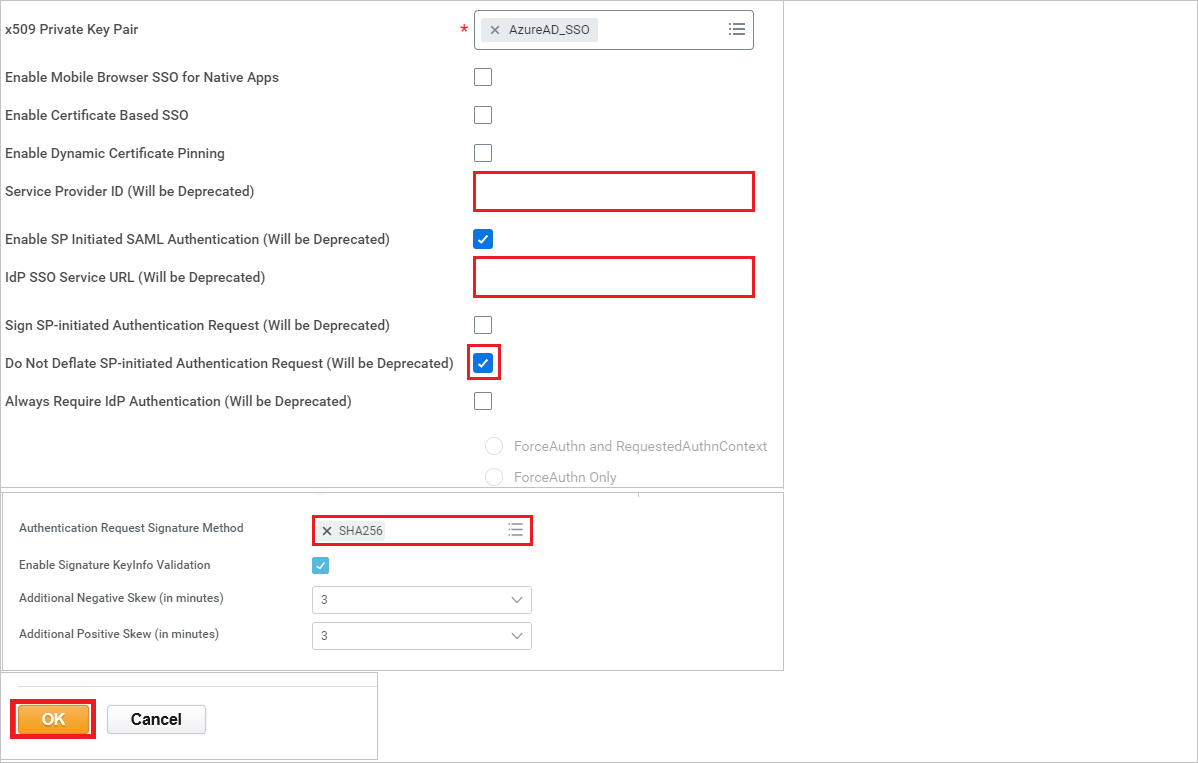 x509 Private Key Pair * × AzureAD_SSO
Enable Mobile Browser SSO for Native Apps
Enable Certificate Based SSO
Enable Dynamic Certificate Pinning
Service Provider ID (Will be Deprecated)
Enable SP Initiated SAML Authentication (Will be Deprecated)
IdP SSO Service URL (Will be Deprecated)
Sign SP-initiated Authentication Request (Will be Deprecated)
Do Not Deflate SP-initiated Authentication Request (Will be Deprecated)
Always Require IdP Authentication (Will be Deprecated)
ForceAuthn and RequestedAuthnContext
ForceAuthn Only
Authentication Request Signature Method × SHA256
Enable Signature KeyInfo Validation
Additional Negative Skew (in minutes) 3
Additional Positive Skew (in minutes) 3
OK Cancel